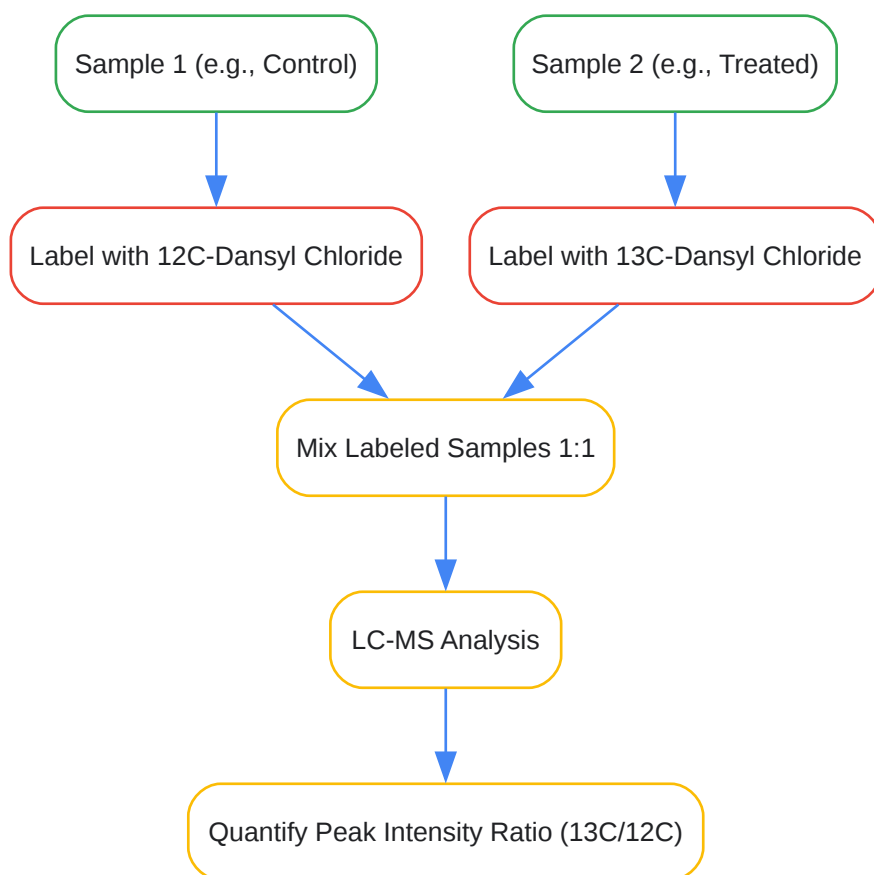 Sample 1 (e.g., Control)
Sample 2 (e.g., Treated)
Label with 12C-Dansyl Chloride
Label with 13C-Dansyl Chloride
Mix Labeled Samples 1:1
LC-MS Analysis
Quantify Peak Intensity Ratio (13C/12C)